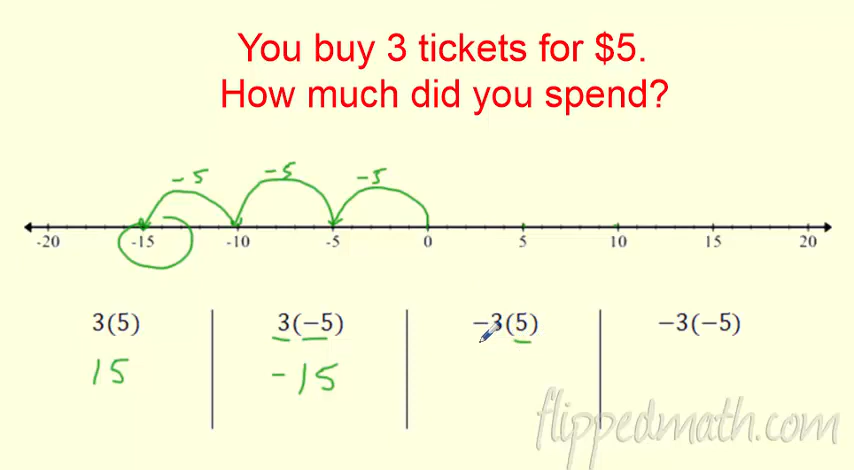 You buy 3 tickets for $5.
How much did you spend?
-5 -5 -5
-20 -15 -10 -5 0 5 10 15 20
3(5) 3(−5) −3(5) −3(−5)
15 -15
flippedmath.com